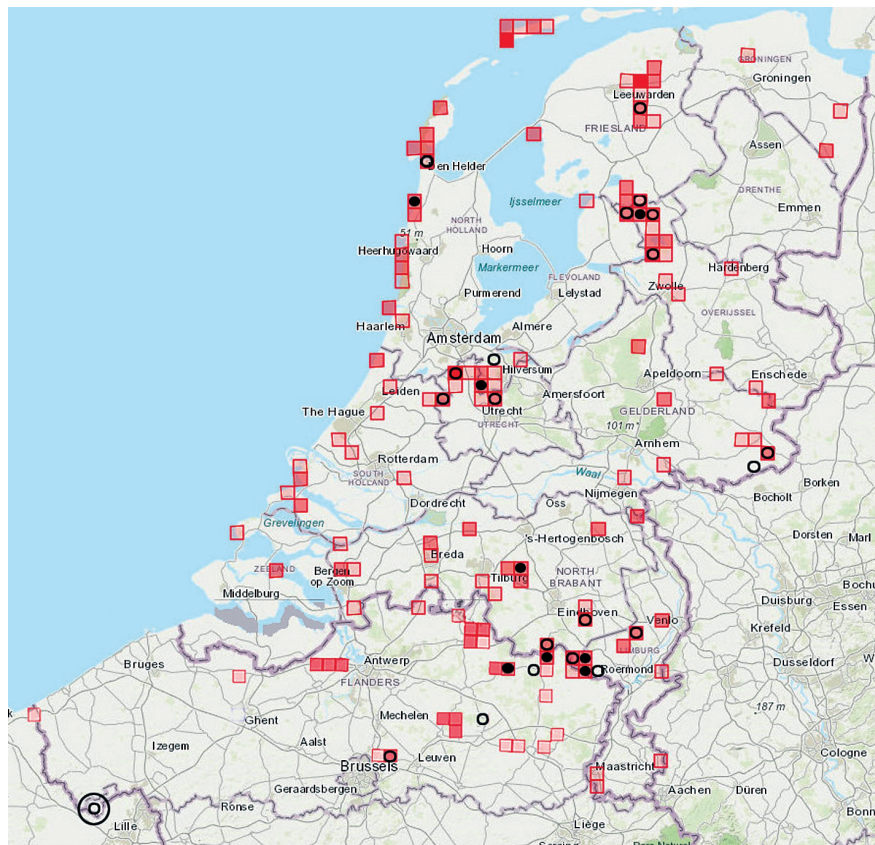 GRONINGEN
Groningen
Leeuwarden
FRIESLAND
Assen
Den Helder
DRENTHE
Ijsselmeer
Emmen
NORTH
HOLLAND
51 m
Heerhugowaard
Hoorn
Markermeer
FLEVOLAND
Hardenberg
Purmerend
Lelystad
Zwolle
OVERIJSSEL
Haarlem
Almere
Amsterdam
Hilversum
Apeldoorn
Enschede
Leiden
Amersfoort
The Hague
Utrecht
GELDERLAND
UTRECHT
101 m
Arnhem
Rotterdam
SOUTH
HOLLAND
Waal
Borken
Nijmegen
Bocholt
Dordrecht
Oss
Grevelingen
Dorsten
Marl
's-Hertogenbosch
Breda
ZEELAND
Bergen
op Zoom
Tilburg
NORTH-
BRABANT
Bochu
Middelburg
Duisburg
Essen
Eindhoven
Venlo
Krefeld
LIMBURG
Bruges
Antwerp
Roermond
Dusseldorf
FLANDERS
187 m
k
Ghent
Mechelen
Izegem
Aalst
Leuven
Cologne
Brussels
Maastricht
Geraardsbergen
Aachen
Düren
Ronse
Bonn
Lille
Liège